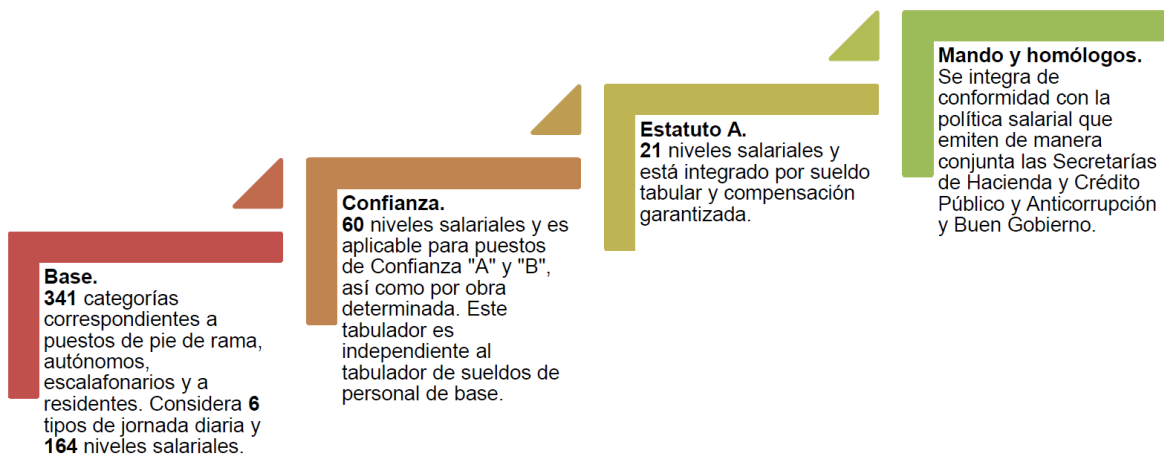 Base.
341 categorías
correspondientes a
puestos de pie de rama,
autónomos,
escalafonarios y a
residentes. Considera 6
tipos de jornada diaria y
164 niveles salariales.
Confianza.
60 niveles salariales y es
aplicable para puestos
de Confianza "A" y "B",
así como por obra
determinada. Este
tabulador es
independiente al
tabulador de sueldos de
personal de base.
Estatuto A.
21 niveles salariales y
está integrado por sueldo
tabular y compensación
garantizada.
Mando y homólogos.
Se integra de
conformidad con la
política salarial que
emiten de manera
conjunta las Secretarías
de Hacienda y Crédito
Público y Anticorrupción
y Buen Gobierno.